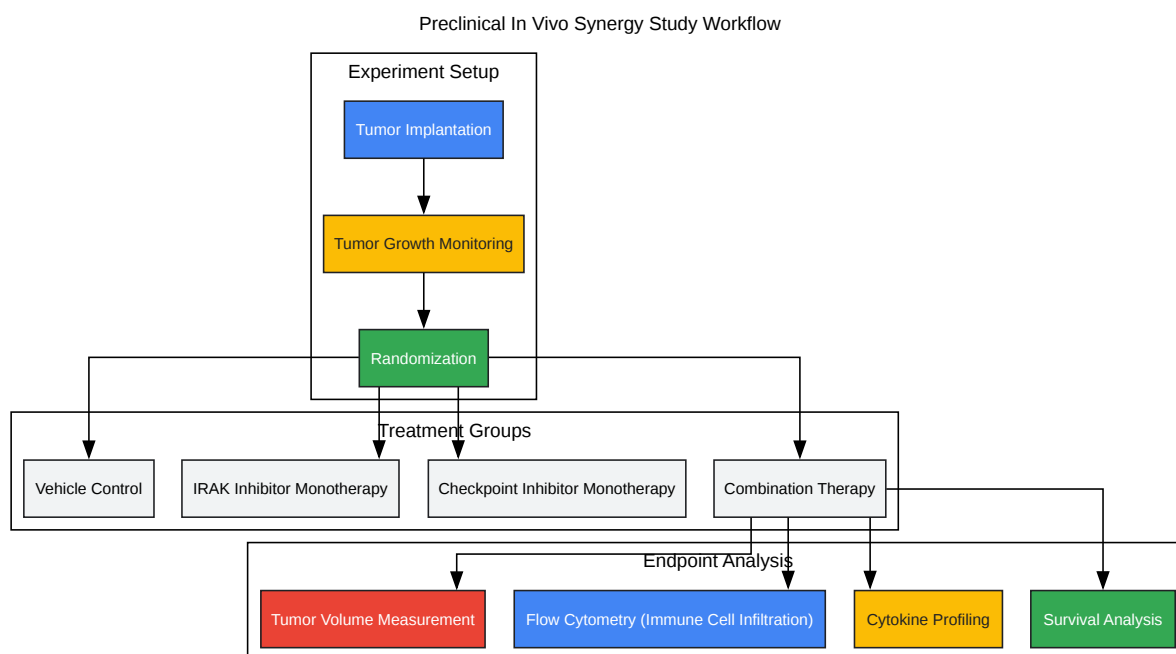 Preclinical In Vivo Synergy Study Workflow
Experiment Setup
Tumor Implantation
Tumor Growth Monitoring
Randomization
Treatment Groups
Vehicle Control
IRAK Inhibitor Monotherapy
Checkpoint Inhibitor Monotherapy
Combination Therapy
Endpoint Analysis
Tumor Volume Measurement
Flow Cytometry (Immune Cell Infiltration)
Cytokine Profiling
Survival Analysis